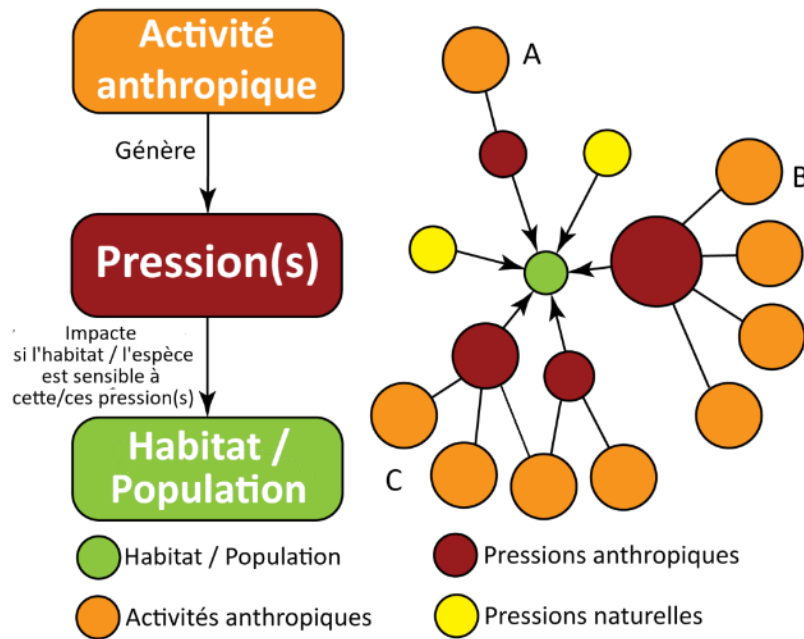 Activité
anthropique
Génère
Pression(s)
Impacte
si l'habitat / l'espèce
est sensible à
cette/ces pression(s)
Habitat /
Population
A
B
C
Habitat / Population
Pressions anthropiques
Activités anthropiques
Pressions naturelles